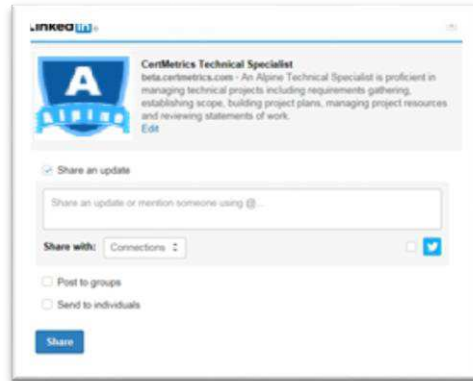 LinkedIn
CertMetrics Technical Specialist
beta.certmetrics.com - An Alpine Technical Specialist is proficient in
managing technical projects including requirements gathering,
establishing scope, building project plans, managing project resources
and reviewing statements of work.
Edit
A
Alpine
Share an update
Share an update or mention someone using @...
Share with: Connections
Post to groups
Send to individuals
Share